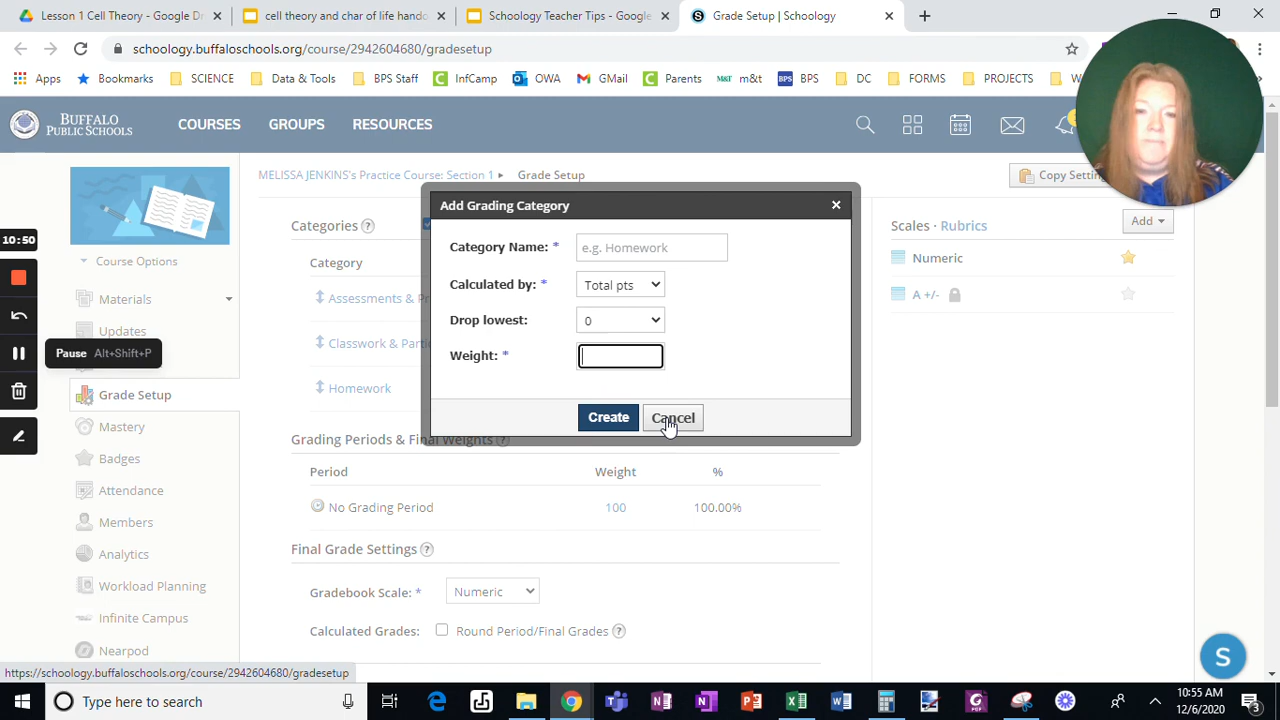 Lesson 1 Cell Theory - Google Dr
cell theory and char of life hando
Schoology Teacher Tips - Google
Grade Setup | Schoology
schoology.buffaloschools.org/course/2942604680/gradesetup
Apps
Bookmarks
SCIENCE
Data & Tools
BPS Staff
InfCamp
OWA
GMail
Parents
m&t
BPS
DC
FORMS
PROJECTS
BUFFALO
PUBLIC SCHOOLS
COURSES
GROUPS
RESOURCES
MELISSA JENKINS's Practice Course: Section 1
Grade Setup
Copy Setting
10:50
Course Options
Materials
Updates
Pause Alt+Shift+P
Grade Setup
Mastery
Badges
Attendance
Members
Analytics
Workload Planning
Infinite Campus
Nearpod
Categories ?
Category
Assessments & Pr
Classwork & Parti
Homework
Add Grading Category
Category Name: * e.g. Homework
Calculated by: * Total pts
Drop lowest: 0
Weight: *
Create
Cancel
Grading Periods & Final Weights ?
Period Weight %
No Grading Period 100 100.00%
Final Grade Settings ?
Gradebook Scale: * Numeric
Calculated Grades: Round Period/Final Grades ?
Scales · Rubrics
Add
Numeric
A +/-
S
https://schoology.buffaloschools.org/course/2942604680/gradesetup
Type here to search
10:55 AM
12/6/2020
3